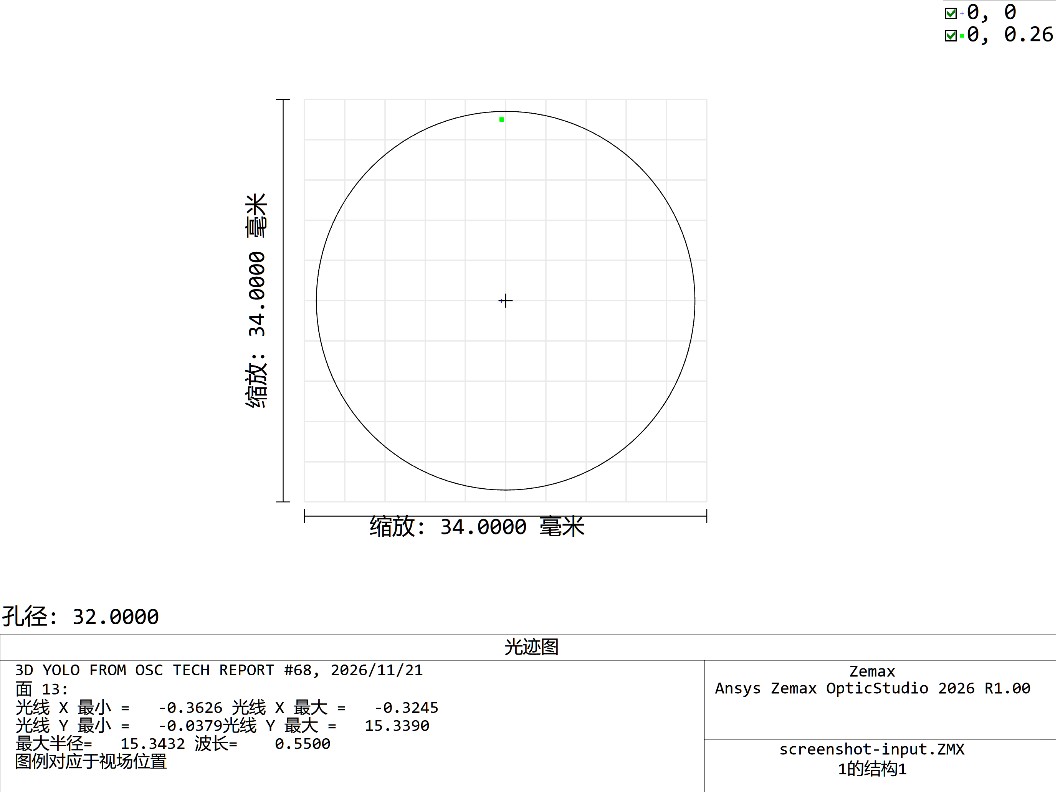 0, 0
0, 0.26
缩放: 34.0000 毫米
缩放: 34.0000 毫米
孔径: 32.0000
光迹图
3D YOLO FROM OSC TECH REPORT #68, 2026/11/21
面 13:
光线 X 最小 = -0.3626 光线 X 最大 = -0.3245
光线 Y 最小 = -0.0379光线 Y 最大 = 15.3390
最大半径= 15.3432 波长= 0.5500
图例对应于视场位置
Zemax
Ansys Zemax OpticStudio 2026 R1.00
screenshot-input.ZMX
1的结构1